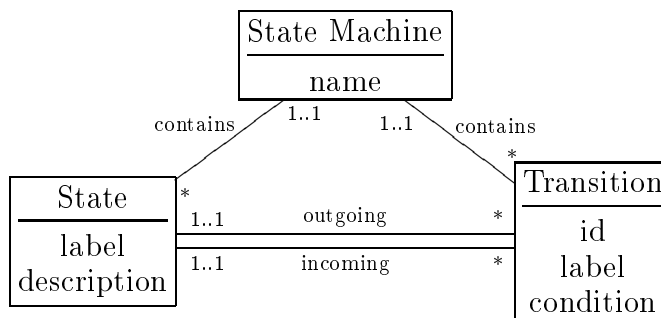 State Machine
name
contains
1..1
1..1
contains
*
*
State
label
description
1..1
outgoing
*
1..1
incoming
*
Transition
id
label
condition